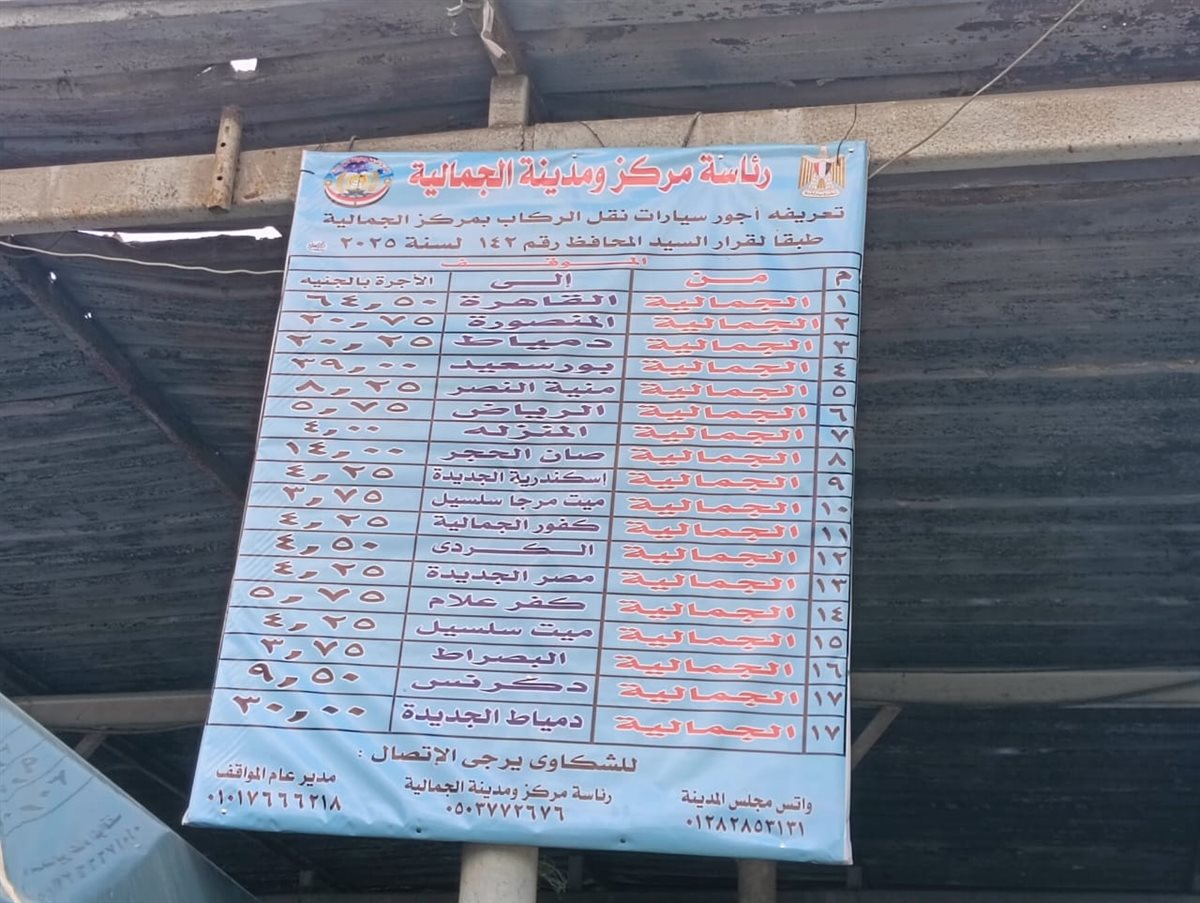 رئاسة مركز ومدينة الجمالية
تعريفه أجور سيارات نقل الركاب بمركز الجمالية
طبقا لقرار السيد المحافظ رقم ١٤٢ لسنة ٢٠٢٥
الموقف
م من إلى الأجرة بالجنيه
١ الجمالية القاهرة ٦٤,٥٠
٢ الجمالية المنصورة ٢٠,٧٥
٣ الجمالية دمياط ٢٠,٢٥
٤ الجمالية بورسعيد ٣٩,٠٠
٥ الجمالية منية النصر ٨,٢٥
٦ الجمالية الرياض ٥,٧٥
٧ الجمالية المنزله ٤,٠٠
٨ الجمالية صان الحجر ١٤,٠٠
٩ الجمالية إسكندرية الجديدة ٤,٢٥
١٠ الجمالية ميت مرجا سلسيل ٣,٧٥
١١ الجمالية كفور الجمالية ٤,٢٥
١٢ الجمالية الكردى ٤,٥٠
١٣ الجمالية مصر الجديدة ٤,٢٥
١٤ الجمالية كفر علام ٥,٧٥
١٥ الجمالية ميت سلسيل ٤,٢٥
١٦ الجمالية البصراط ٣,٧٥
١٧ الجمالية دكرنس ٩,٥٠
١٧ الجمالية دمياط الجديدة ٣٠,٠٠
للشكاوى يرجى الإتصال :
واتس مجلس المدينة رئاسة مركز ومدينة الجمالية مدير عام المواقف
٠١٢٨٢٨٥٣١٣١ ٠٥٠٣٧٧٢٦٧٦ ٠١٠١٧٦٦٦٢١٨